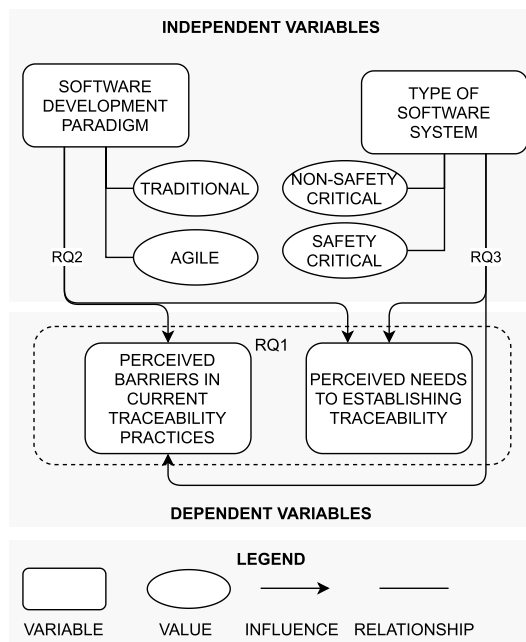 INDEPENDENT VARIABLES
SOFTWARE
DEVELOPMENT
PARADIGM
TYPE OF
SOFTWARE
SYSTEM
TRADITIONAL
NON-SAFETY
CRITICAL
AGILE
SAFETY
CRITICAL
RQ2
RQ3
RQ1
PERCEIVED
BARRIERS IN
CURRENT
TRACEABILITY
PRACTICES
PERCEIVED NEEDS
TO ESTABLISHING
TRACEABILITY
DEPENDENT VARIABLES
LEGEND
VARIABLE
VALUE
INFLUENCE
RELATIONSHIP